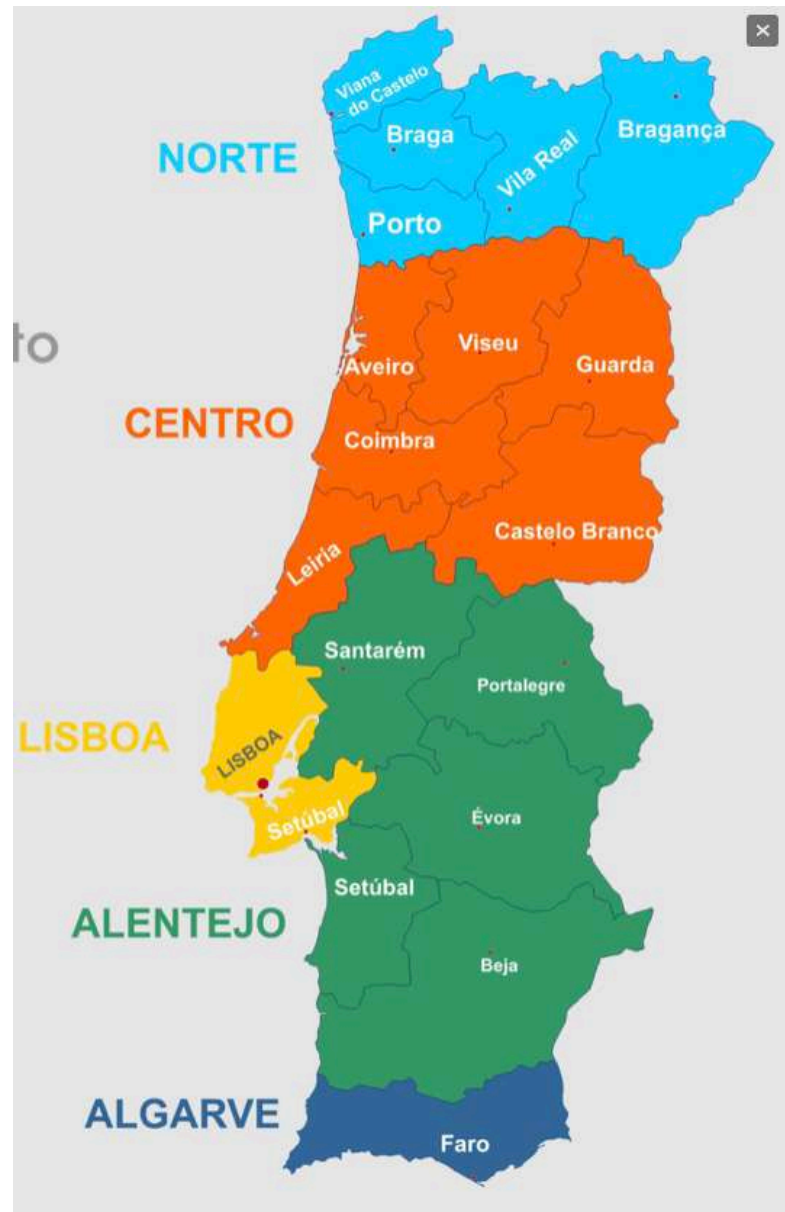 Viana
do Castelo
Braga
Bragança
NORTE
Vila Real
Porto
to
Viseu
Aveiro
Guarda
CENTRO
Coimbra
Castelo Branco
Leiria
Santarém
Portalegre
LISBOA
LISBOA
Setúbal
Évora
Setúbal
ALENTEJO
Beja
ALGARVE
Faro